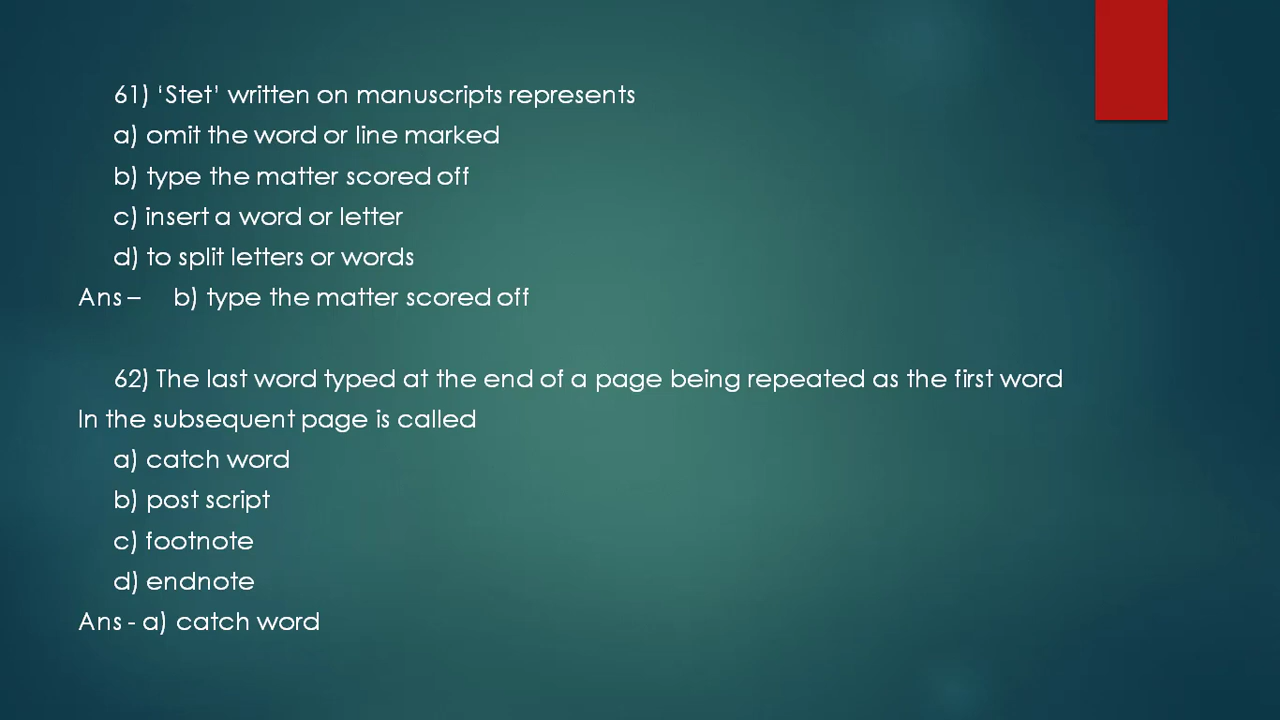 61) ‘Stet’ written on manuscripts represents
a) omit the word or line marked
b) type the matter scored off
c) insert a word or letter
d) to split letters or words
Ans – b) type the matter scored off
62) The last word typed at the end of a page being repeated as the first word
In the subsequent page is called
a) catch word
b) post script
c) footnote
d) endnote
Ans - a) catch word